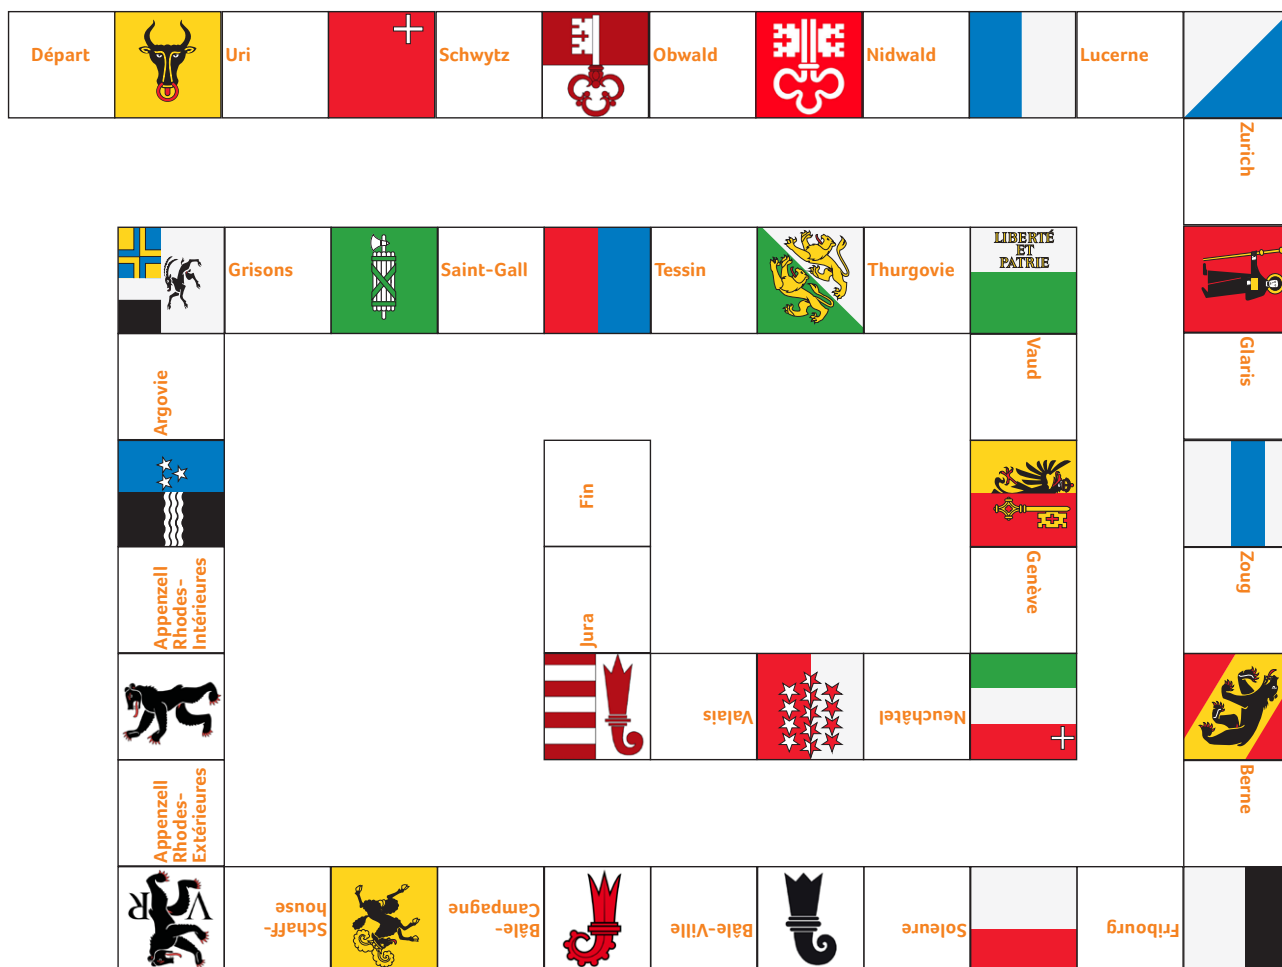 Départ
Uri
Schwytz
Obwald
Nidwald
Lucerne
Zurich
Glaris
Zoug
Berne
Fribourg
Soleure
Bâle-Ville
Bâle-
Campagne
Schaff-
house
VR
Appenzell
Rhodes-
Extérieures
Appenzell
Rhodes-
Intérieures
Argovie
Grisons
Saint-Gall
Tessin
Thurgovie
LIBERTÉ
ET
PATRIE
Vaud
Genève
Neuchâtel
Valais
Jura
Fin